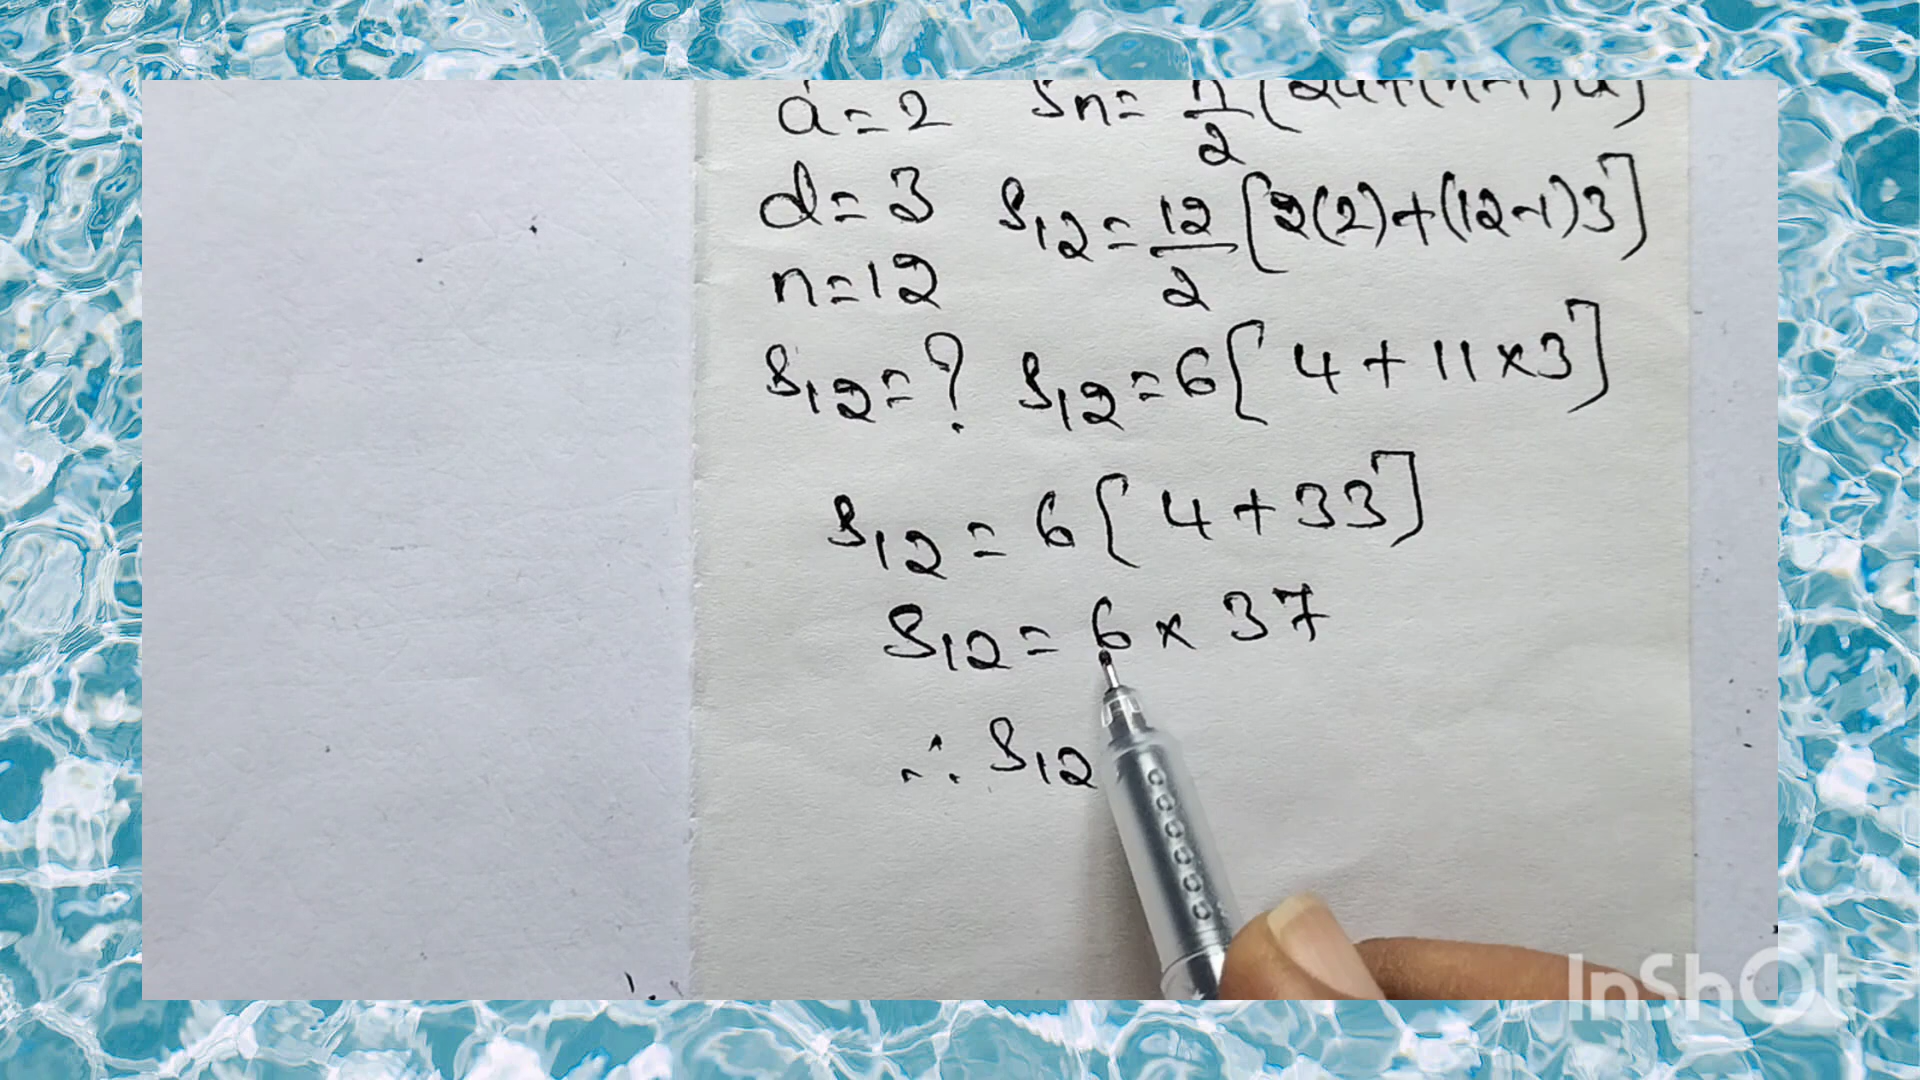 a=2 Sn= n/2 [2a+(n-1)d]
d=3 S12= 12/2 [2(2)+(12-1)3]
n=12
S12=? S12=6[4+11×3]
S12=6[4+33]
S12=6×37
∴ S12
InShOt